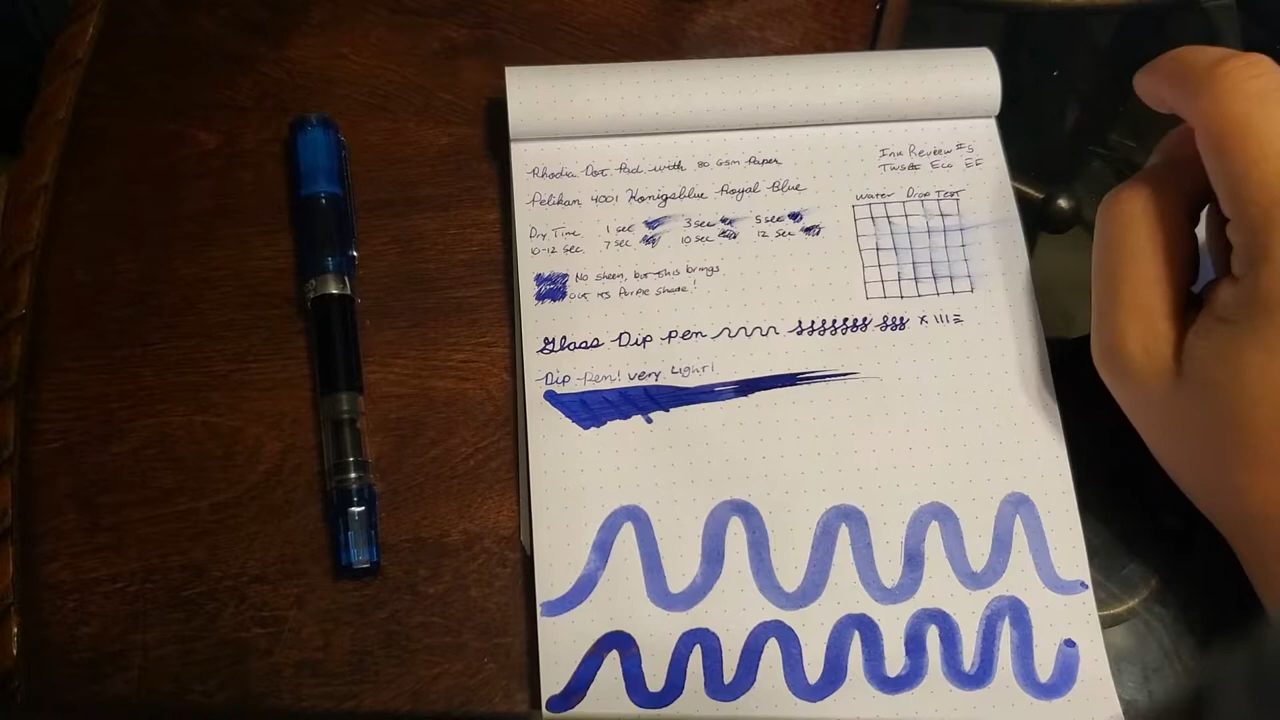 Ink Review #5
TWSBI Eco EF
Rhodia Dot Pad with 80 GSM Paper
Pelikan 4001 Konigsblue Royal Blue
Water Drop Test
Dry Time 1 sec 3 sec 5 sec
10-12 sec. 7 sec 10 sec 12 sec
No sheen, but this brings
out its Purple Shade!
Glass Dip pen
Dip Pen! very Light!